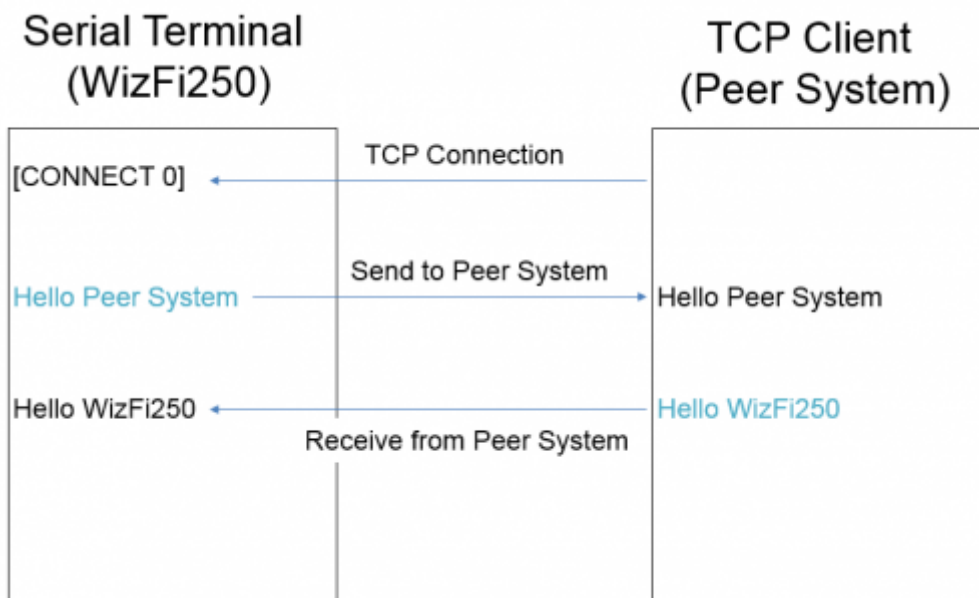 Serial Terminal
(WizFi250)
TCP Client
(Peer System)
[CONNECT 0]
TCP Connection
Hello Peer System
Send to Peer System
Hello Peer System
Hello WizFi250
Hello WizFi250
Receive from Peer System